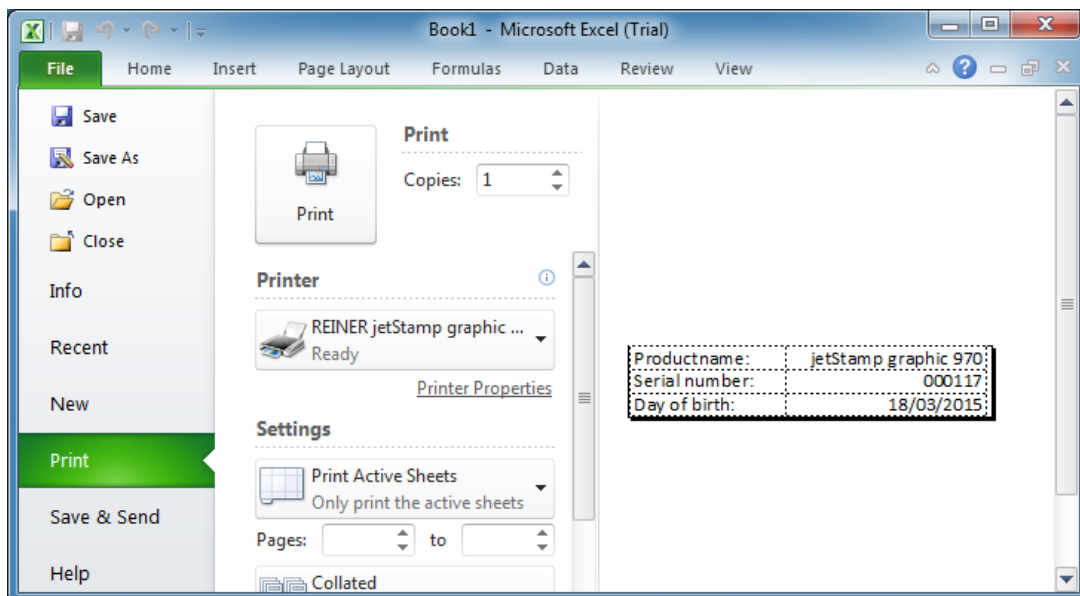 Book1 - Microsoft Excel (Trial)
File Home Insert Page Layout Formulas Data Review View
Save
Save As
Open
Close
Info
Recent
New
Print
Save & Send
Help
Print
Print
Copies: 1
Printer
REINER jetStamp graphic ...
Ready
Printer Properties
Settings
Print Active Sheets
Only print the active sheets
Pages: to
Collated
Productname: jetStamp graphic 970
Serial number: 000117
Day of birth: 18/03/2015